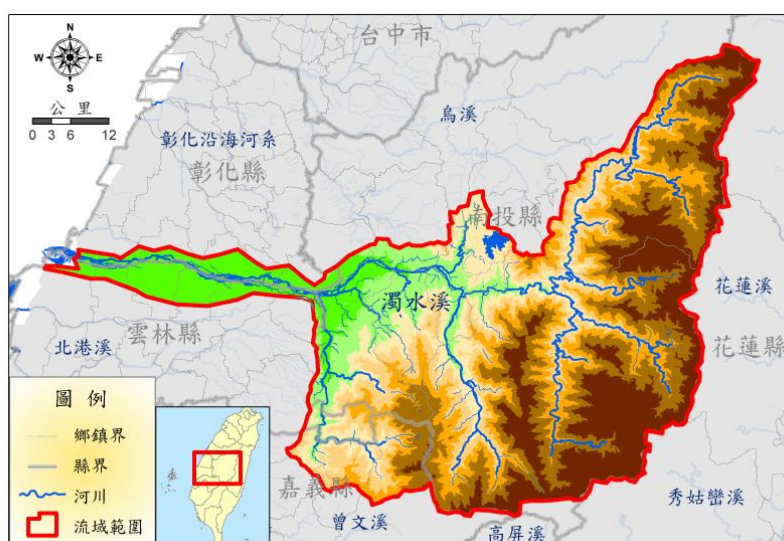 N
W E
S
公里
0 3 6 12
台中市
烏溪
彰化沿海河系
彰化縣
南投縣
濁水溪
花蓮溪
花蓮縣
雲林縣
北港溪
嘉義縣
曾文溪
高屏溪
秀姑巒溪
圖例
鄉鎮界
縣界
河川
流域範圍